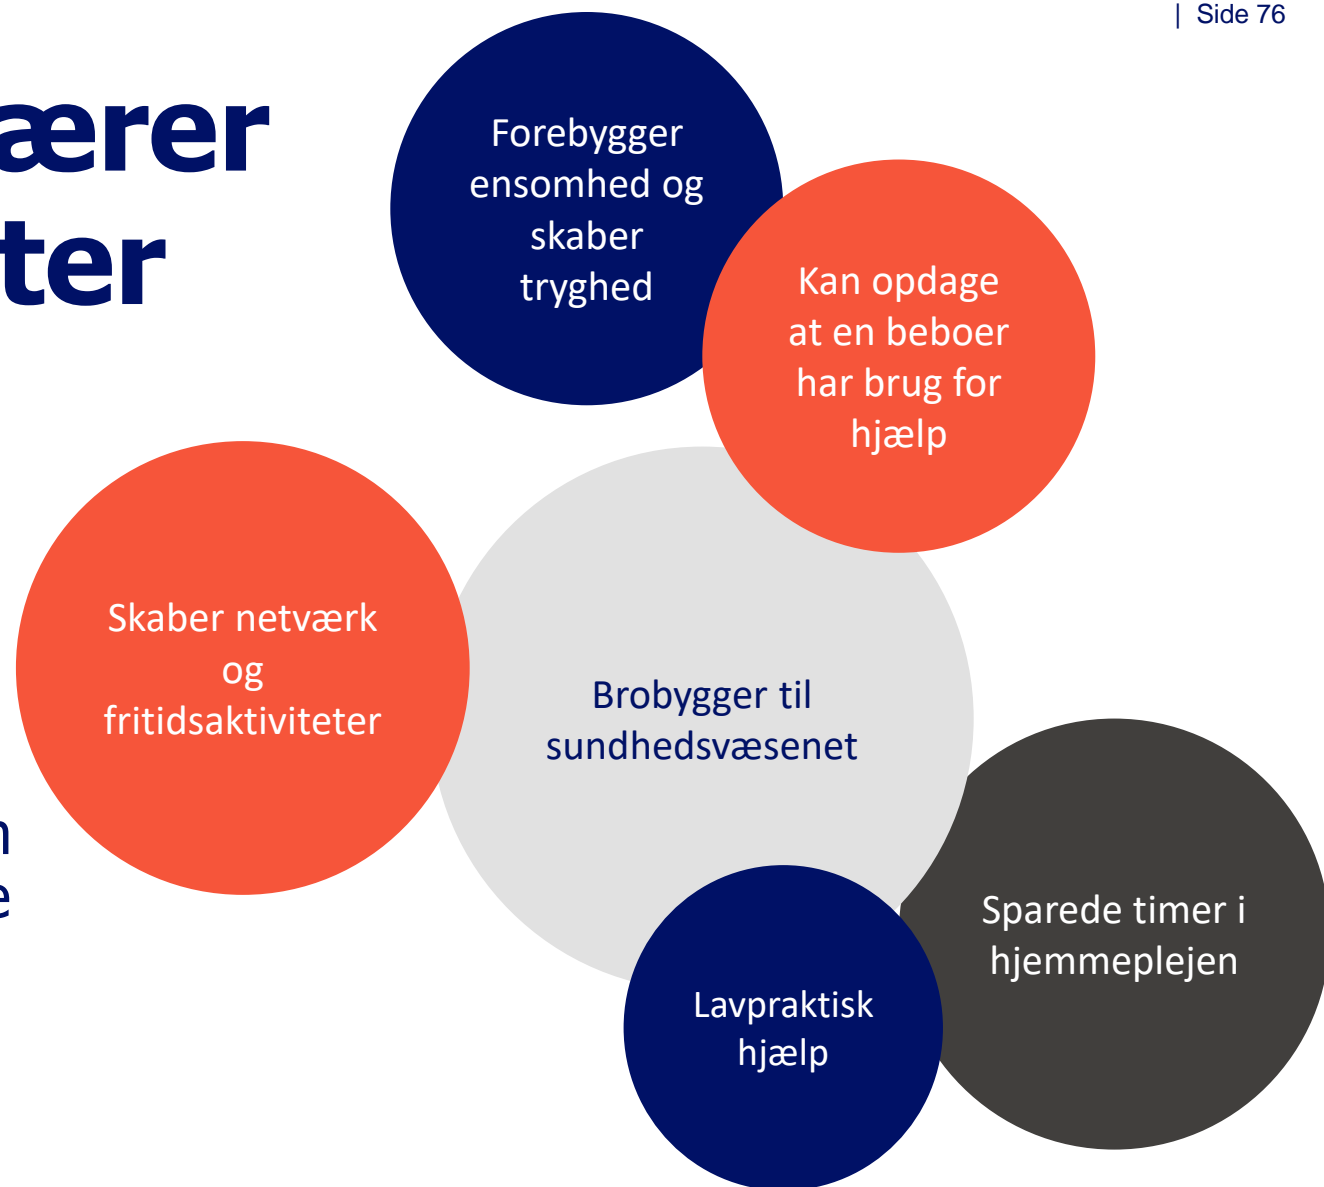 | Side 76
ærer
ter
Forebygger
ensomhed og
skaber
tryghed
Kan opdage
at en beboer
har brug for
hjælp
Skaber netværk
og
fritidsaktiviteter
Brobygger til
sundhedsvæsenet
n
e
Sparede timer i
hjemmeplejen
Lavpraktisk
hjælp